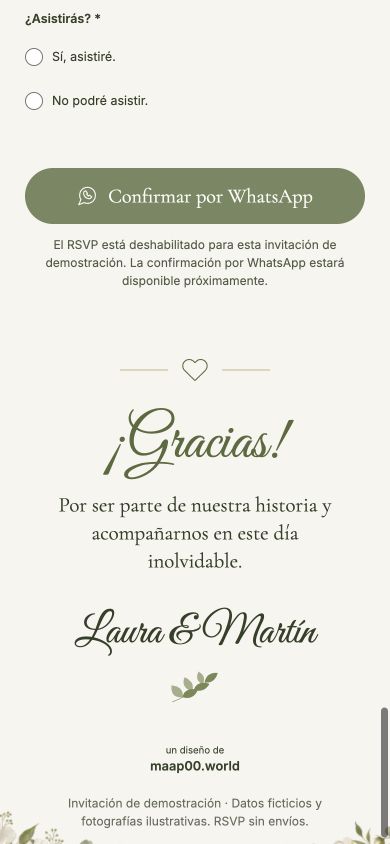 ¿Asistirás? *
Sí, asistiré.
No podré asistir.
Confirmar por WhatsApp
El RSVP está deshabilitado para esta invitación de
demostración. La confirmación por WhatsApp estará
disponible próximamente.
¡Gracias!
Por ser parte de nuestra historia y
acompañarnos en este día
inolvidable.
Laura & Martín
un diseño de
maap00.world
Invitación de demostración · Datos ficticios y
fotografías ilustrativas. RSVP sin envíos.